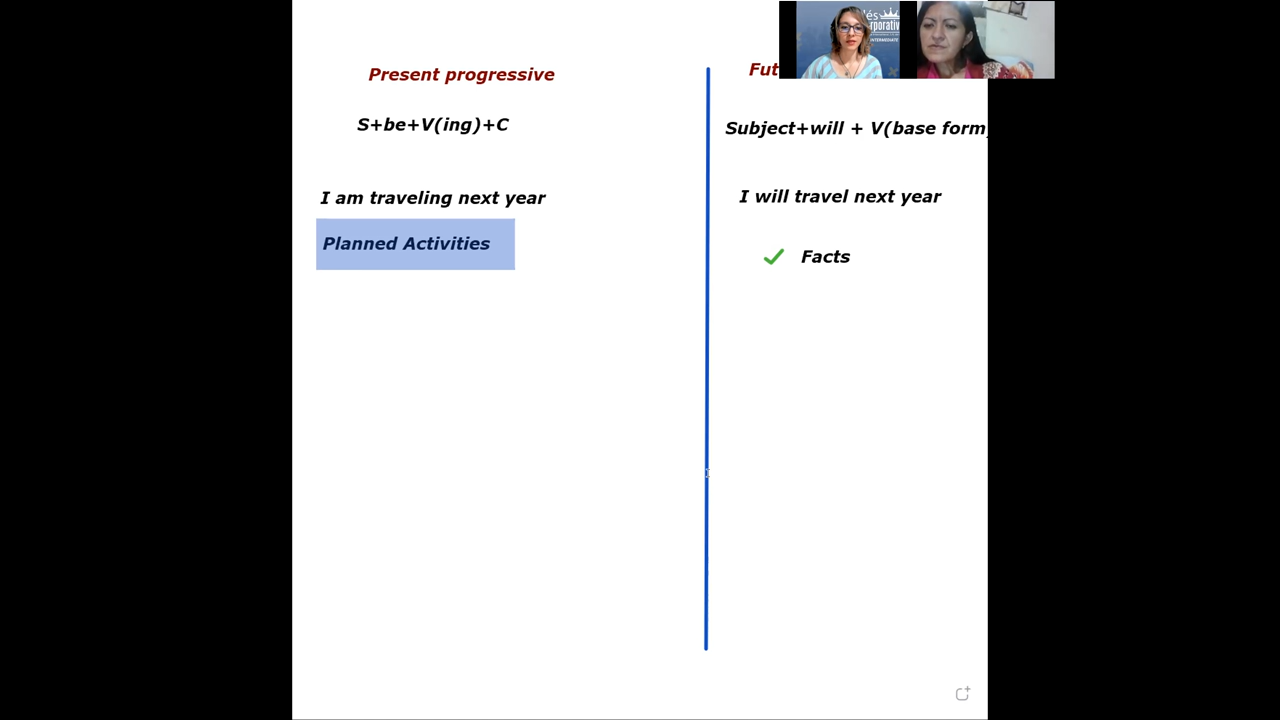 Present progressive
S+be+V(ing)+C
I am traveling next year
Planned Activities
Subject+will + V(base form)
I will travel next year
Facts
INTERMEDIATE